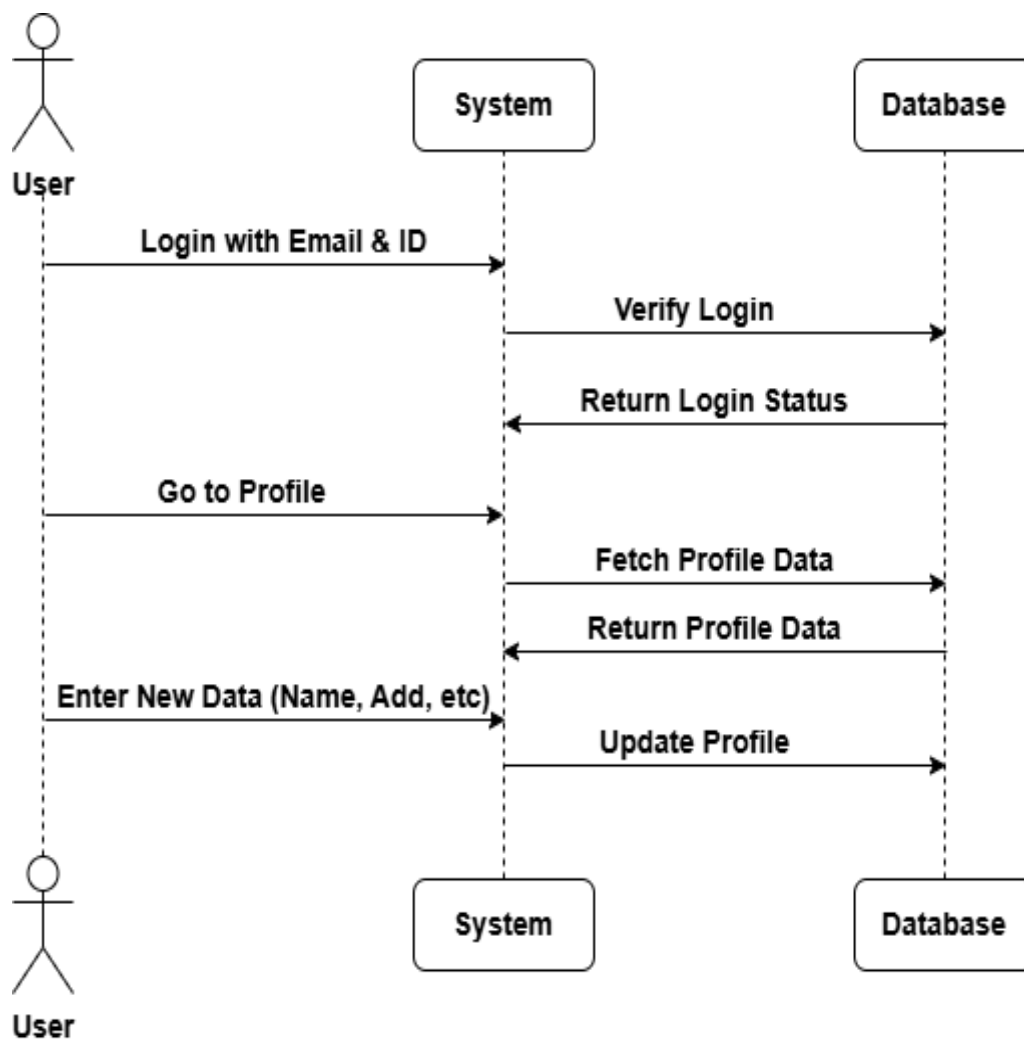 System
Database
User
Login with Email & ID
Verify Login
Return Login Status
Go to Profile
Fetch Profile Data
Return Profile Data
Enter New Data (Name, Add, etc)
Update Profile
System
Database
User